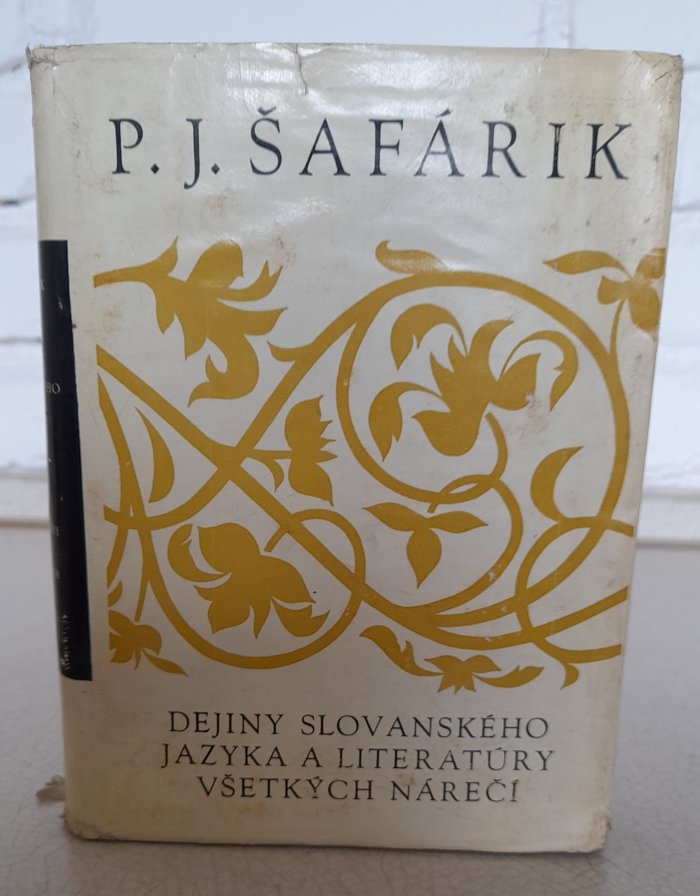 P. J. ŠAFÁRIK
DEJINY SLOVANSKÉHO
JAZYKA A LITERATÚRY
VŠETKÝCH NÁREČÍ